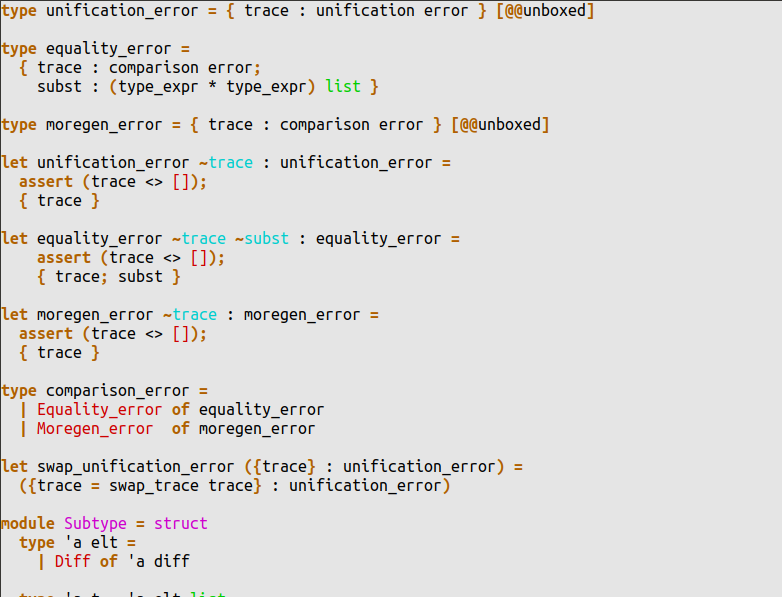 type unification_error = { trace : unification error } [@@unboxed]
type equality_error =
{ trace : comparison error;
subst : (type_expr * type_expr) list }
type moregen_error = { trace : comparison error } [@@unboxed]
let unification_error ~trace : unification_error =
assert (trace <> []);
{ trace }
let equality_error ~trace ~subst : equality_error =
assert (trace <> []);
{ trace; subst }
let moregen_error ~trace : moregen_error =
assert (trace <> []);
{ trace }
type comparison_error =
| Equality_error of equality_error
| Moregen_error  of moregen_error
let swap_unification_error ({trace} : unification_error) =
({trace = swap_trace trace} : unification_error)
module Subtype = struct
type 'a elt =
| Diff of 'a diff
type 'a t = 'a elt list